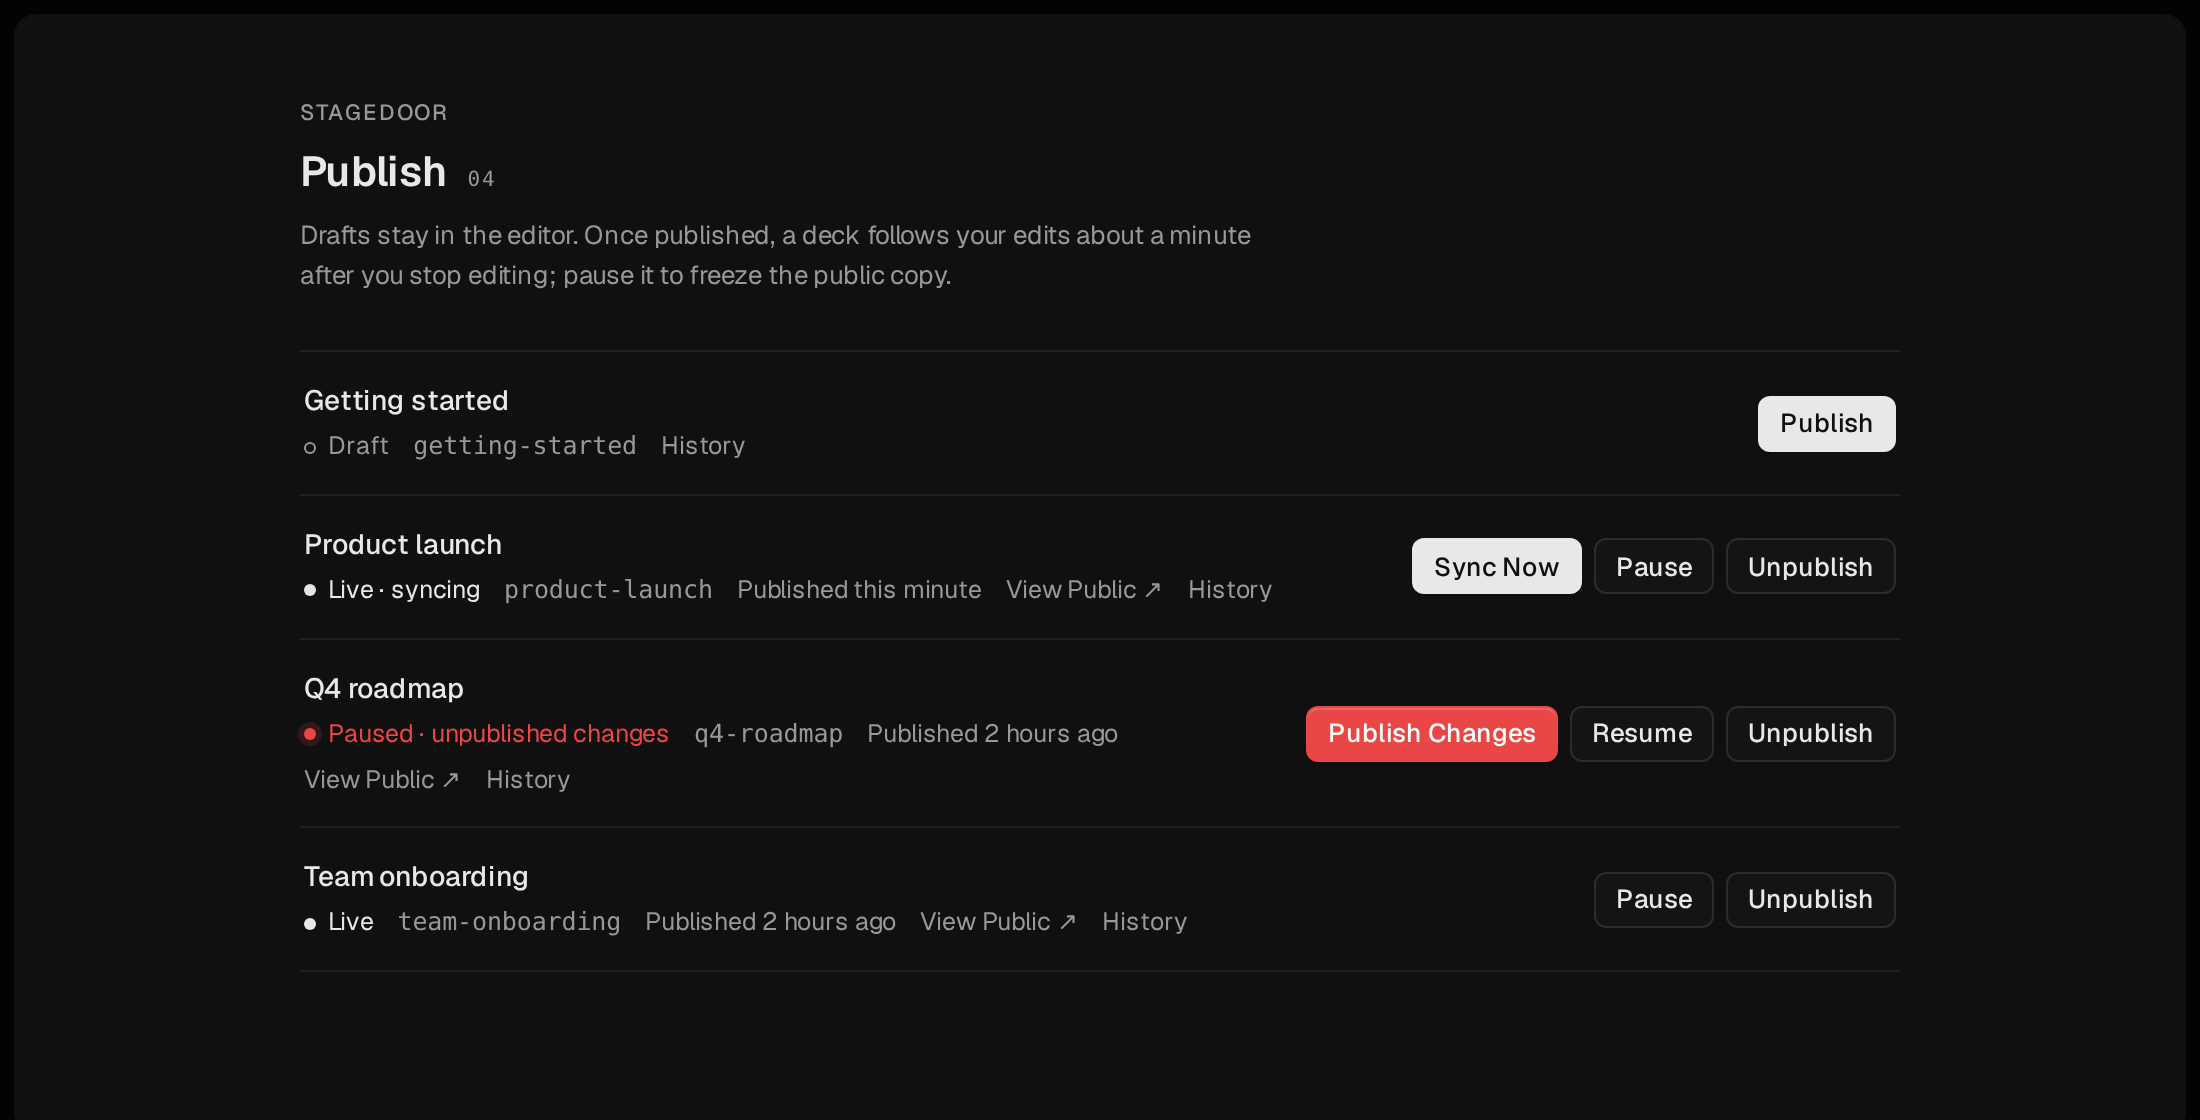 STAGEDOOR
Publish 04
Drafts stay in the editor. Once published, a deck follows your edits about a minute
after you stop editing; pause it to freeze the public copy.
Getting started
Draft getting-started History
Publish
Product launch
Live · syncing product-launch Published this minute View Public ↗ History
Sync Now Pause Unpublish
Q4 roadmap
Paused · unpublished changes q4-roadmap Published 2 hours ago
View Public ↗ History
Publish Changes Resume Unpublish
Team onboarding
Live team-onboarding Published 2 hours ago View Public ↗ History
Pause Unpublish